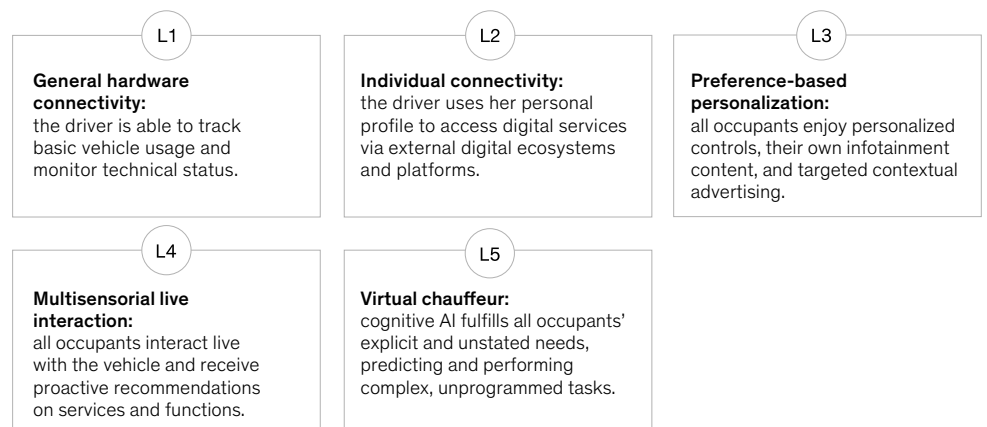 L1
General hardware
connectivity:
the driver is able to track
basic vehicle usage and
monitor technical status.
L2
Individual connectivity:
the driver uses her personal
profile to access digital services
via external digital ecosystems
and platforms.
L3
Preference-based
personalization:
all occupants enjoy personalized
controls, their own infotainment
content, and targeted contextual
advertising.
L4
Multisensorial live
interaction:
all occupants interact live
with the vehicle and receive
proactive recommendations
on services and functions.
L5
Virtual chauffeur:
cognitive AI fulfills all occupants’
explicit and unstated needs,
predicting and performing
complex, unprogrammed tasks.